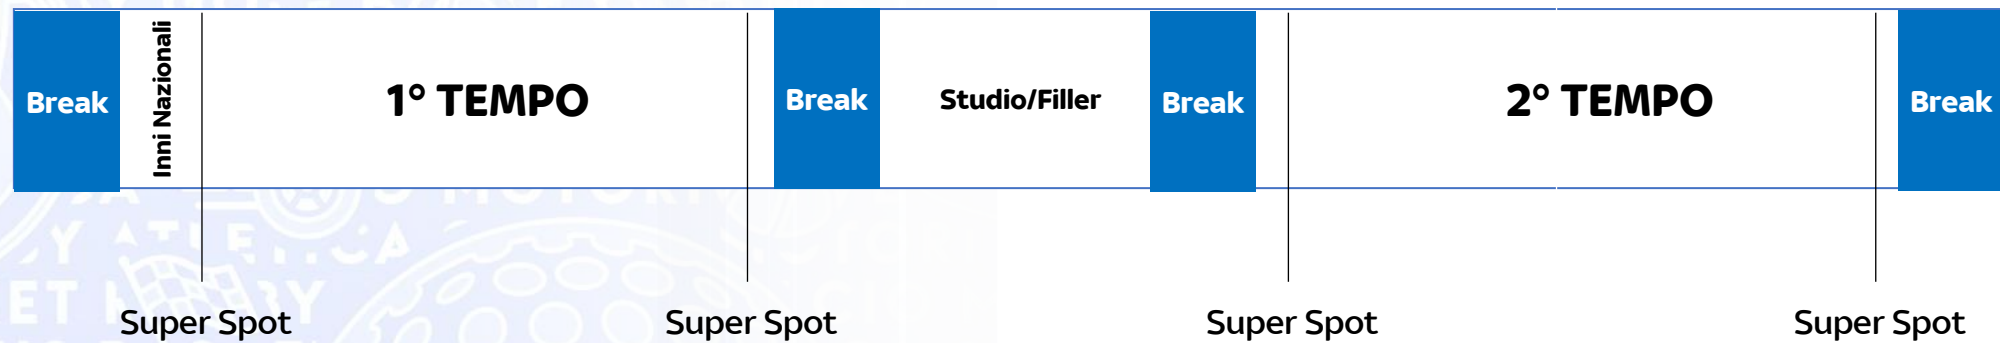 Break
Inni Nazionali
1° TEMPO
Break
Studio/Filler
Break
2° TEMPO
Break
Super Spot
Super Spot
Super Spot
Super Spot